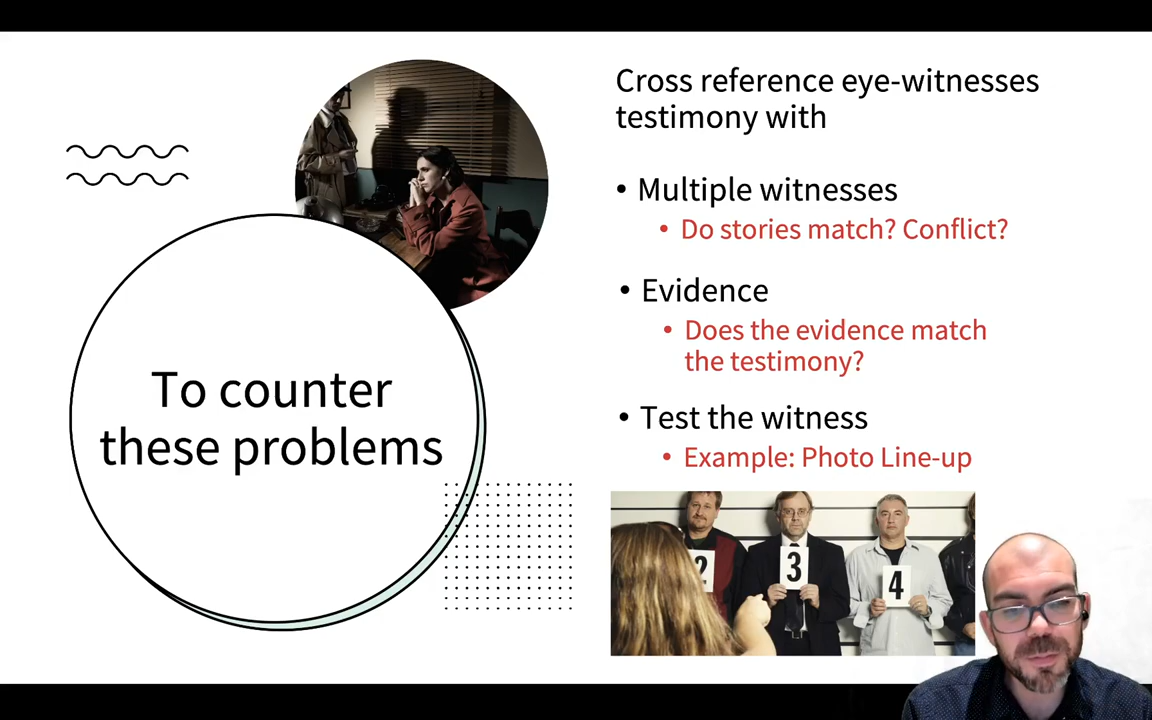 To counter
these problems
Cross reference eye-witnesses
testimony with
• Multiple witnesses
• Do stories match? Conflict?
• Evidence
• Does the evidence match
the testimony?
• Test the witness
• Example: Photo Line-up
2
3
4